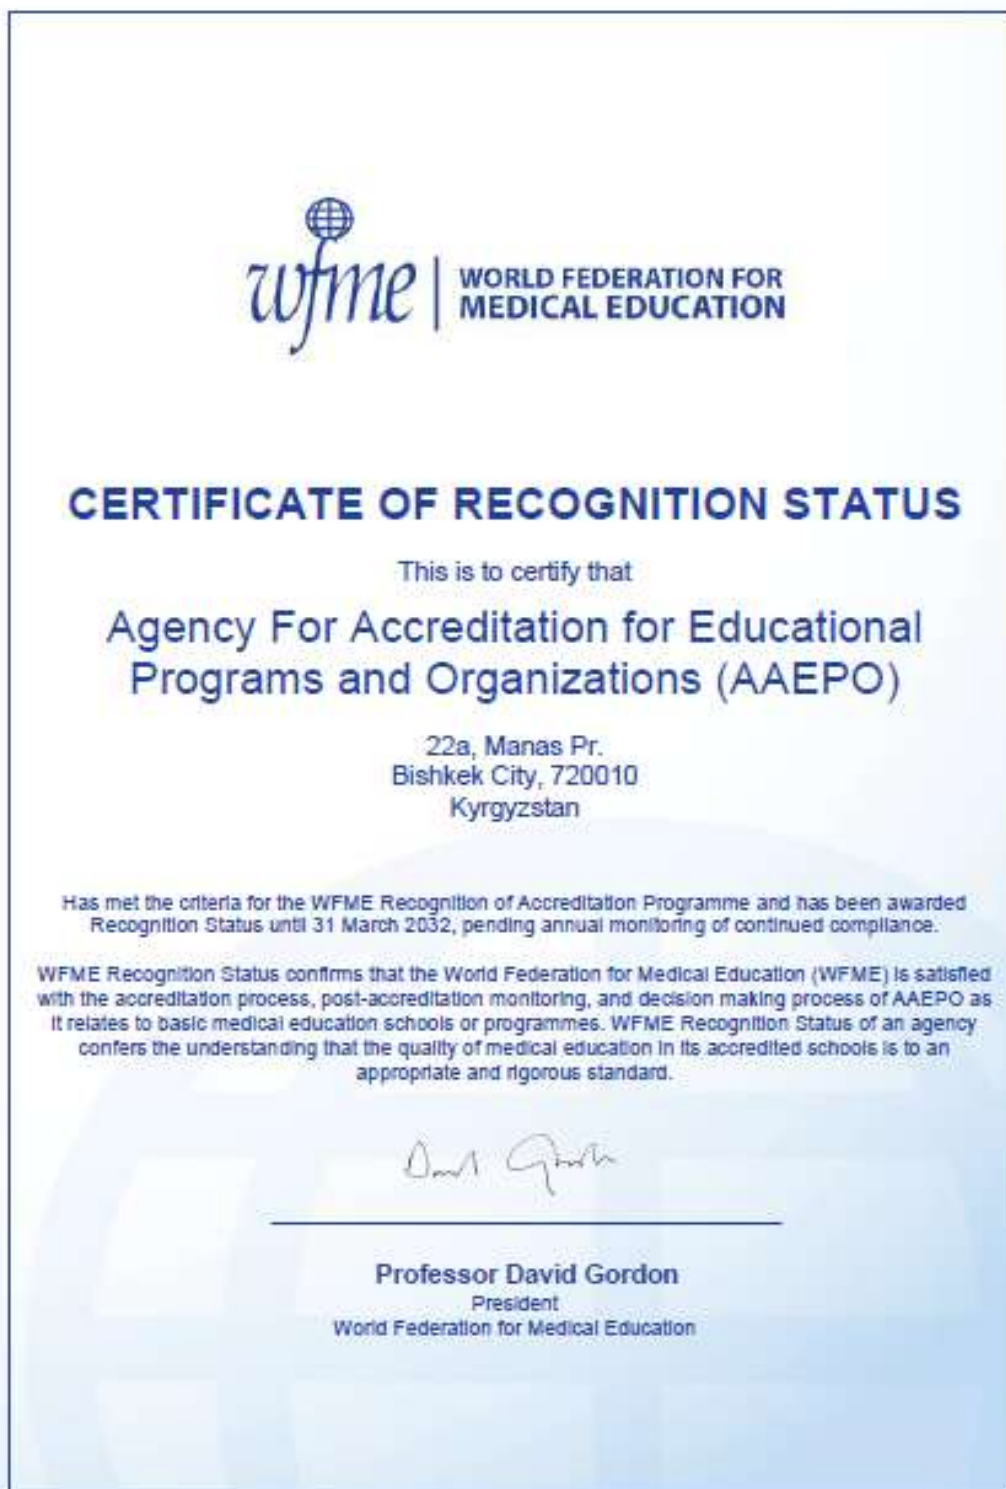 wfme
WORLD FEDERATION FOR
MEDICAL EDUCATION
CERTIFICATE OF RECOGNITION STATUS
This is to certify that
Agency For Accreditation for Educational
Programs and Organizations (AAEPO)
22a, Manas Pr.
Bishkek City, 720010
Kyrgyzstan
Has met the criteria for the WFME Recognition of Accreditation Programme and has been awarded
Recognition Status until 31 March 2032, pending annual monitoring of continued compliance.
WFME Recognition Status confirms that the World Federation for Medical Education (WFME) is satisfied
with the accreditation process, post-accreditation monitoring, and decision making process of AAEPO as
it relates to basic medical education schools or programmes. WFME Recognition Status of an agency
confers the understanding that the quality of medical education in its accredited schools is to an
appropriate and rigorous standard.
Professor David Gordon
President
World Federation for Medical Education